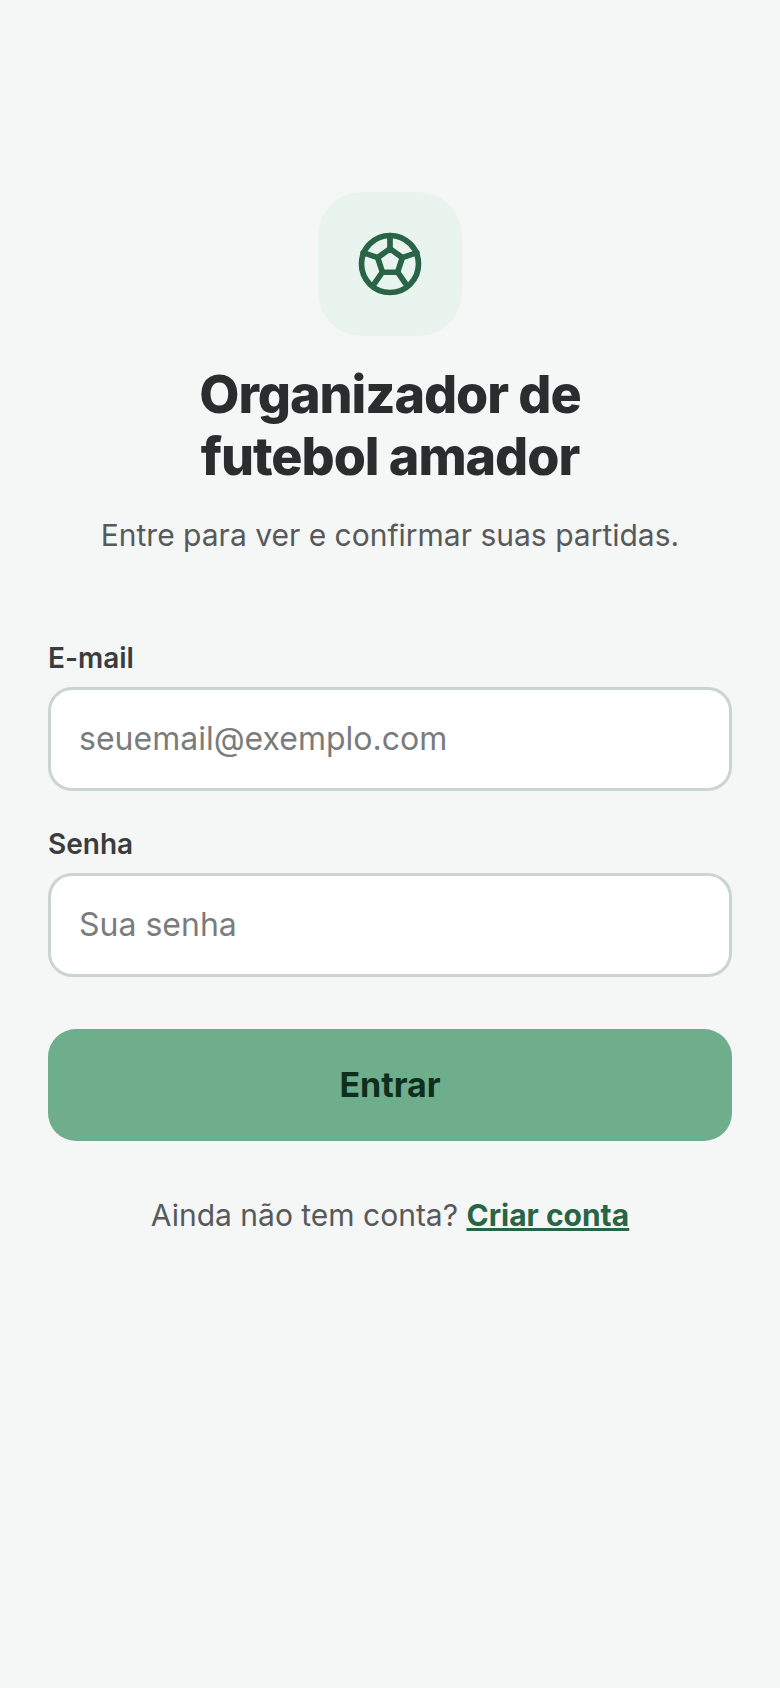 Organizador de
futebol amador
Entre para ver e confirmar suas partidas.
E-mail
seuemail@exemplo.com
Senha
Sua senha
Entrar
Ainda não tem conta? Criar conta